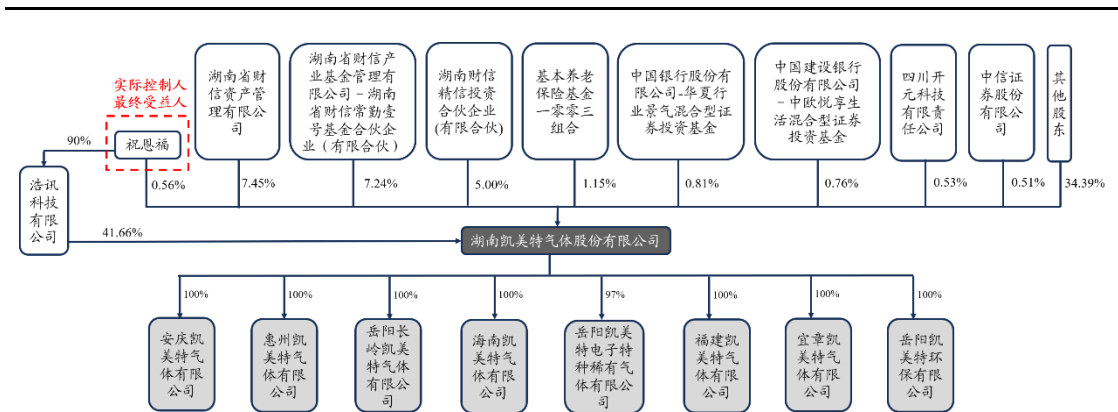 实际控制人
最终受益人
祝恩福
90%
浩讯
科技
有限
公司
湖南省财
信资产管
理有限公
司
湖南省财信产
业基金管理有
限公司－湖南
省财信常勤壹
号基金合伙企
业（有限合伙）
湖南财信
精信投资
合伙企业
(有限合伙)
基本养老
保险基金
一零零三
组合
中国银行股份有
限公司-华夏行
业景气混合型证
券投资基金
中国建设银行
股份有限公司
－中欧悦享生
活混合型证券
投资基金
四川开
元科技
有限责
任公司
中信证
券股份
有限公
司
其
他
股
东
0.56%
7.45%
7.24%
5.00%
1.15%
0.81%
0.76%
0.53%
0.51%
34.39%
41.66%
湖南凯美特气体股份有限公司
100%
100%
100%
100%
97%
100%
100%
100%
安庆凯
美特气
体有限
公司
惠州凯
美特气
体有限
公司
岳阳长
岭凯美
特气体
有限公
司
海南凯
美特气
体有限
公司
岳阳凯美
特电子特
种稀有气
体有限公
司
福建凯
美特气
体有限
公司
宜章凯
美特气
体有限
公司
岳阳凯
美特环
保有限
公司